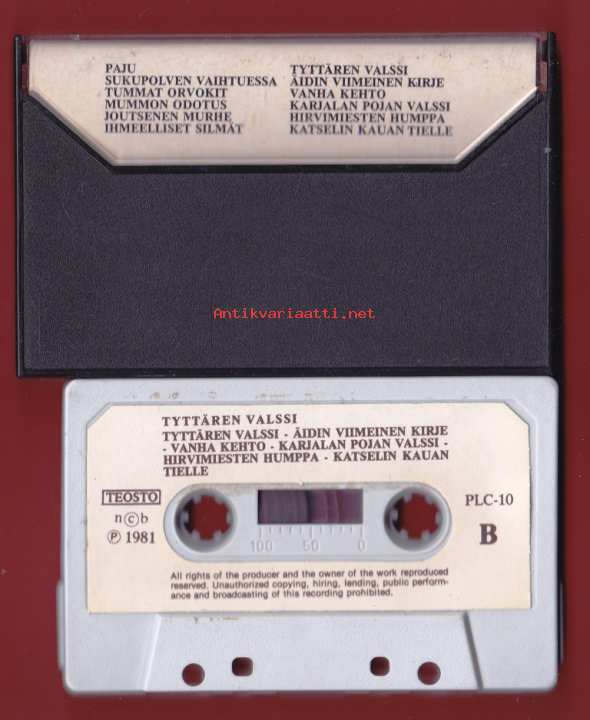 PAJU
SUKUPOLVEN VAIHTUESSA
TUMMAT ORVOKIT
MUMMON ODOTUS
JOUTSENEN MURHE
IHMEELLISET SILMÄT
TYTTÄREN VALSSI
ÄIDIN VIIMEINEN KIRJE
VANHA KEHTO
KARJALAN POJAN VALSSI
HIRVIMIESTEN HUMPPA
KATSELIN KAUAN TIELLE
Antikvariaatti.net
TYTTÄREN VALSSI
TYTTÄREN VALSSI - ÄIDIN VIIMEINEN KIRJE
- VANHA KEHTO - KARJALAN POJAN VALSSI -
HIRVIMIESTEN HUMPPA - KATSELIN KAUAN
TIELLE
TEOSTO
n©b
℗ 1981
PLC-10
B
100 50 0
All rights of the producer and the owner of the work reproduced
reserved. Unauthorized copying, hiring, lending, public perform-
ance and broadcasting of this recording prohibited.